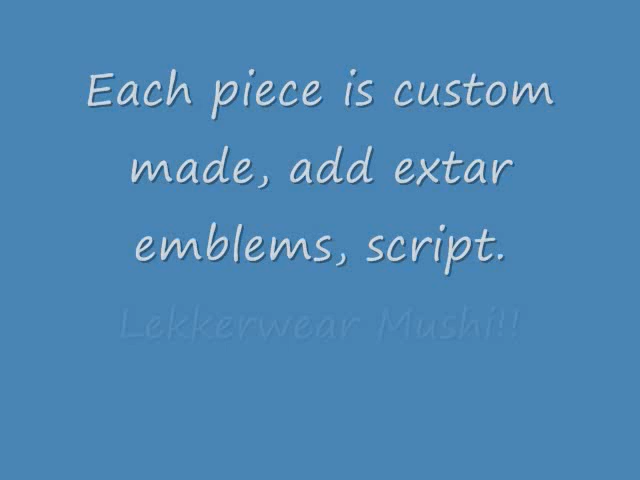 Each piece is custom
made, add extar
emblems, script.
Lekkerwear Mushi!!